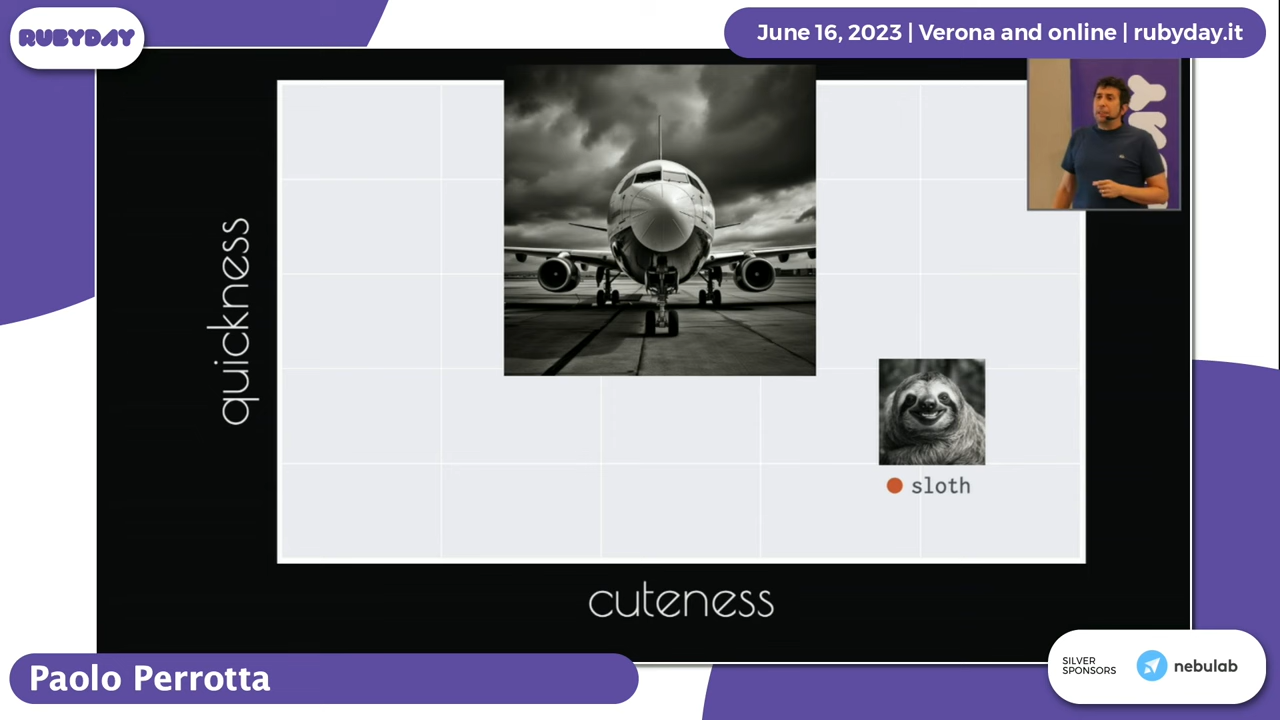 RUBYDAY
June 16, 2023 | Verona and online | rubyday.it
quickness
sloth
cuteness
Paolo Perrotta
SILVER
SPONSORS
nebulab